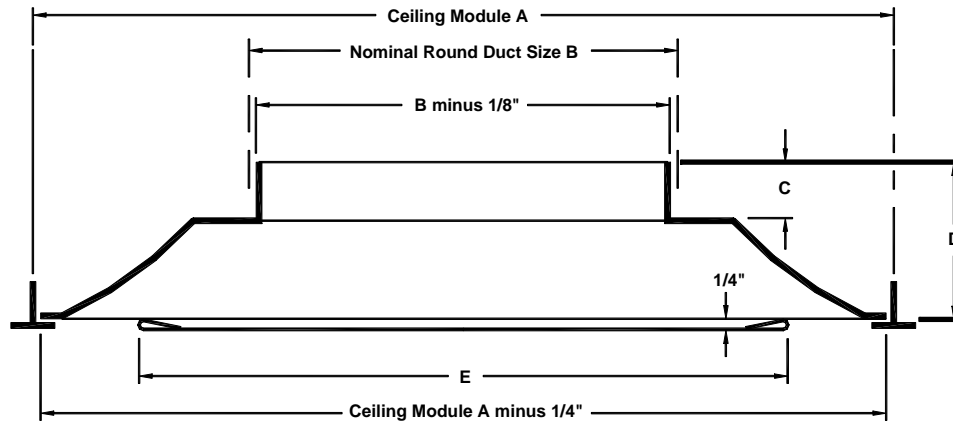 Ceiling Module A
Nominal Round Duct Size B
B minus 1/8"
C
D
1/4"
E
Ceiling Module A minus 1/4"